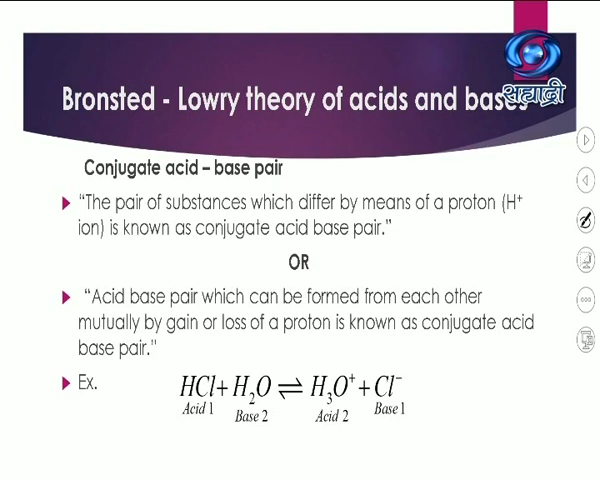 सह्याद्री
Bronsted - Lowry theory of acids and bases
Conjugate acid – base pair
“The pair of substances which differ by means of a proton (H⁺
ion) is known as conjugate acid base pair.”
OR
“Acid base pair which can be formed from each other
mutually by gain or loss of a proton is known as conjugate acid
base pair.”
Ex.
HCl + H₂O ⇌ H₃O⁺ + Cl⁻
Acid 1 Base 2 Acid 2 Base 1